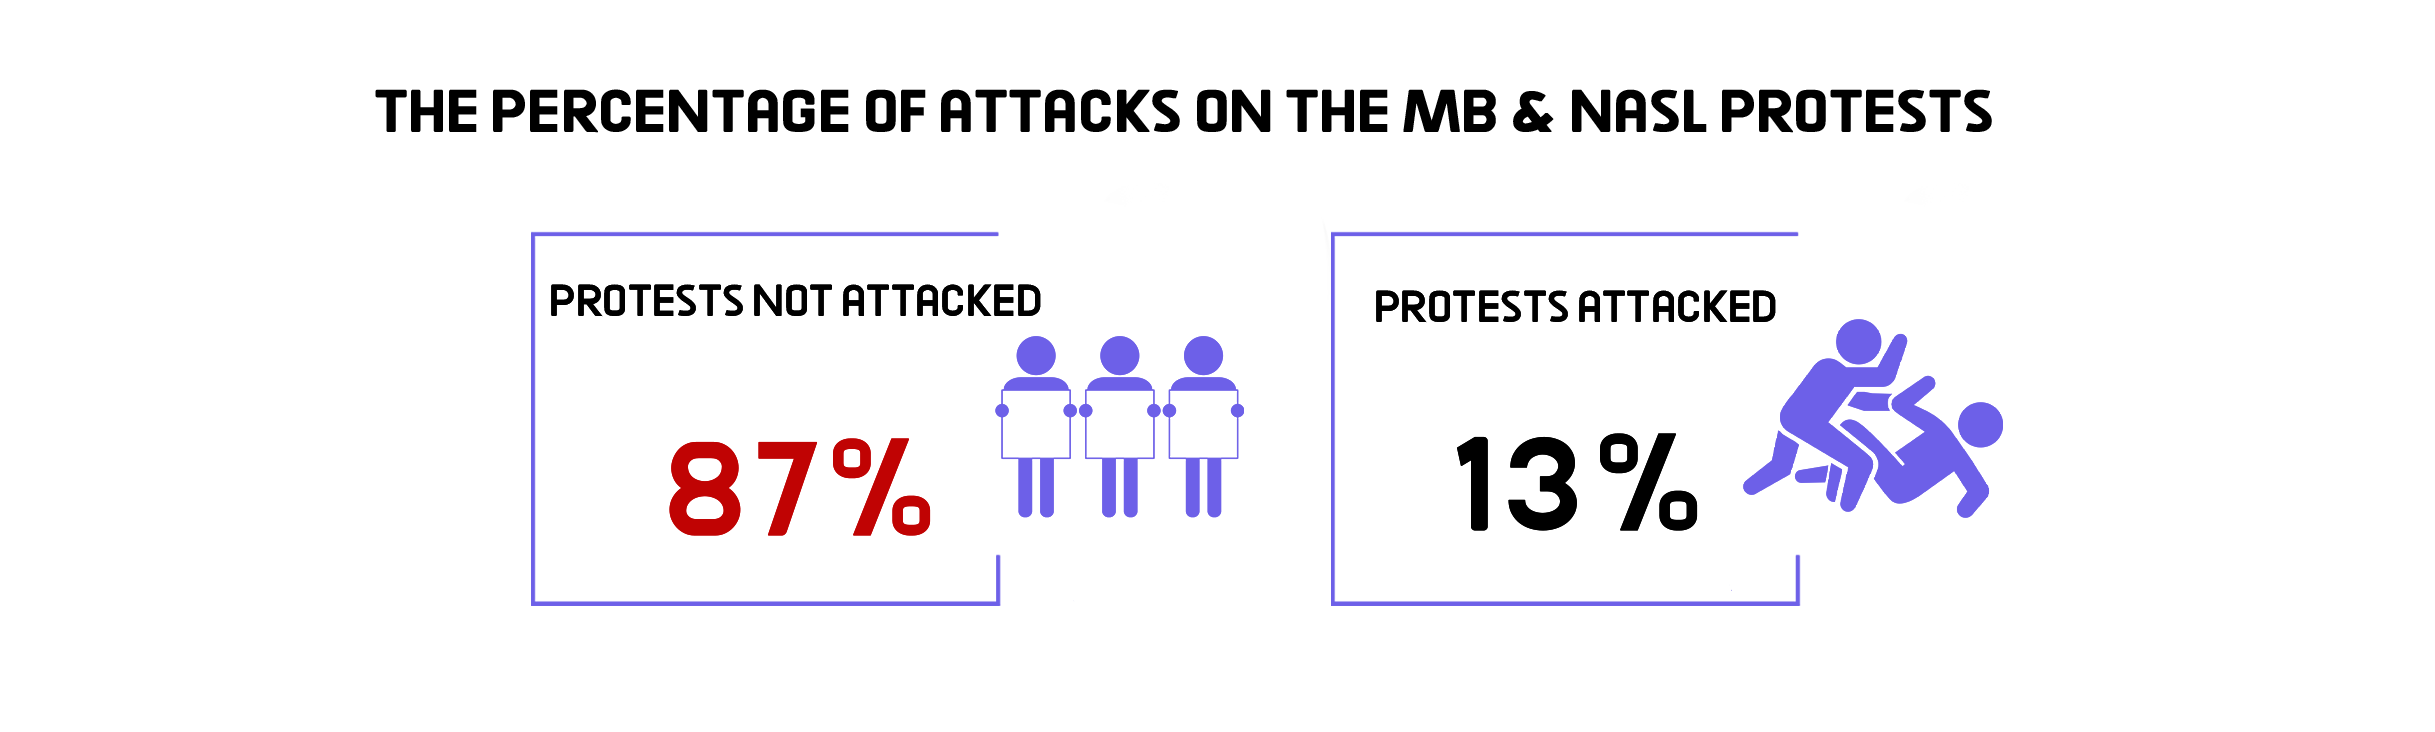 THE PERCENTAGE OF ATTACKS ON THE MB & NASL PROTESTS
PROTESTS NOT ATTACKED
87%
PROTESTS ATTACKED
13%